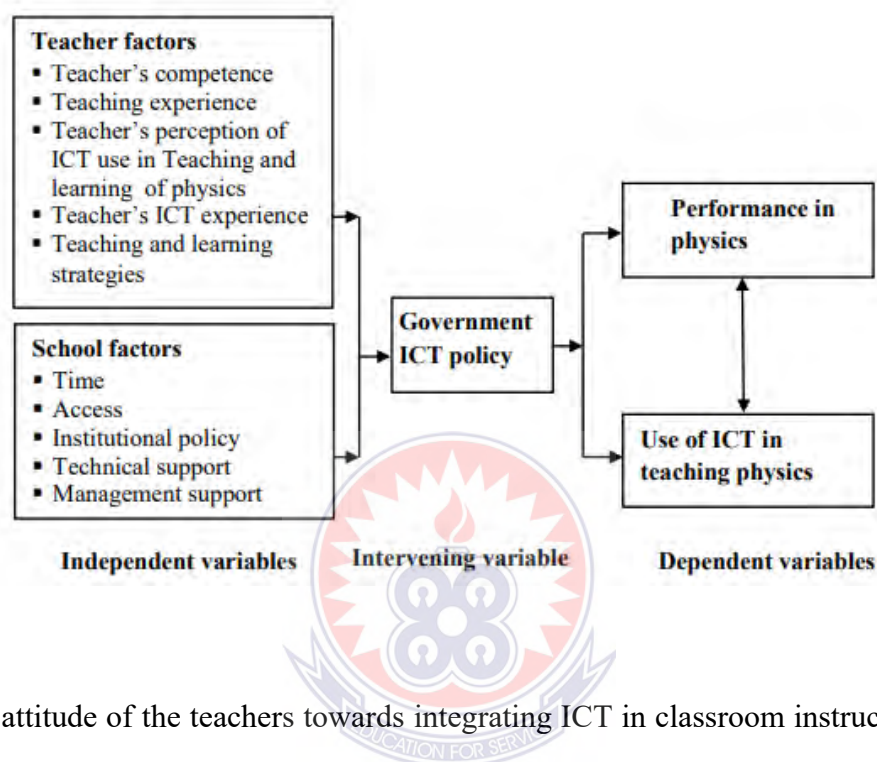 Teacher factors
▪ Teacher's competence
▪ Teaching experience
▪ Teacher's perception of
ICT use in Teaching and
learning of physics
▪ Teacher's ICT experience
▪ Teaching and learning
strategies
School factors
▪ Time
▪ Access
▪ Institutional policy
▪ Technical support
▪ Management support
Government
ICT policy
Performance in
physics
Use of ICT in
teaching physics
Independent variables
Intervening variable
Dependent variables
attitude of the teachers towards integrating ICT in classroom instruc
EDUCATION FOR SERVICE